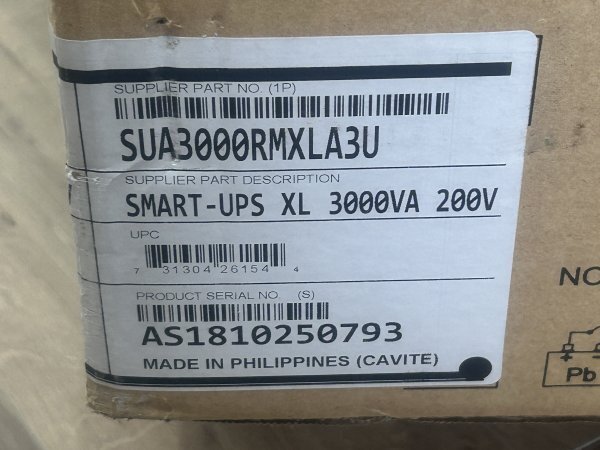 SUPPLIER PART NO. (1P)
SUA3000RMXLA3U
SUPPLIER PART DESCRIPTION
SMART-UPS XL 3000VA 200V
UPC
7 31304 26154 4
PRODUCT SERIAL NO. (S)
AS1810250793
MADE IN PHILIPPINES (CAVITE)
NO
+
Pb